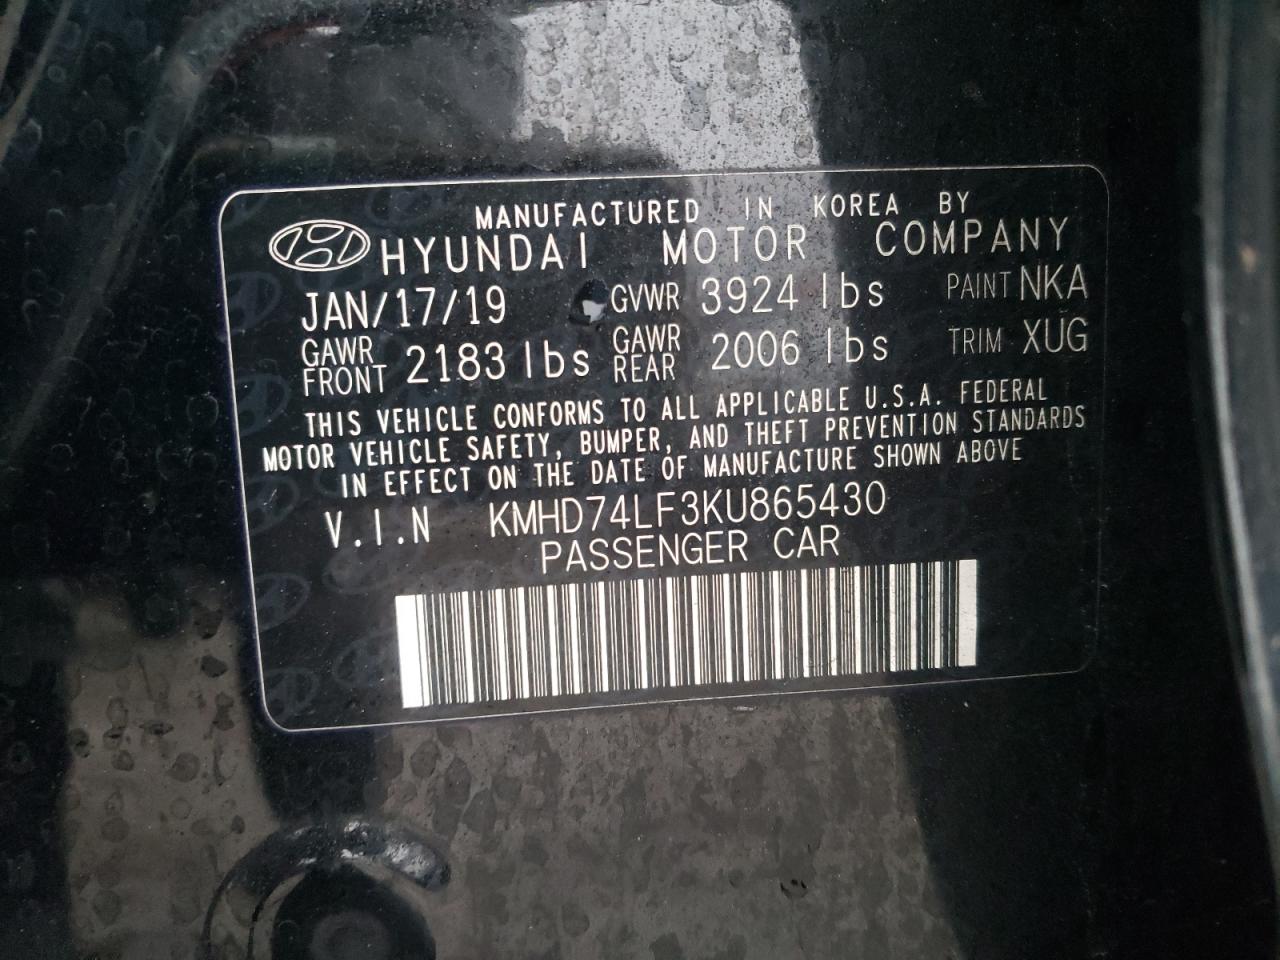 MANUFACTURED IN KOREA BY
HYUNDAI MOTOR COMPANY
JAN/17/19 GVWR 3924 lbs PAINT NKA
GAWR FRONT 2183 lbs GAWR REAR 2006 lbs TRIM XUG
THIS VEHICLE CONFORMS TO ALL APPLICABLE U.S.A. FEDERAL
MOTOR VEHICLE SAFETY, BUMPER, AND THEFT PREVENTION STANDARDS
IN EFFECT ON THE DATE OF MANUFACTURE SHOWN ABOVE
V.I.N KMHD74LF3KU865430
PASSENGER CAR